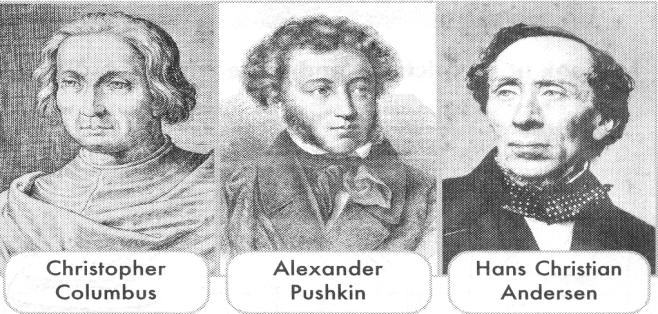 Christopher
Columbus
Alexander
Pushkin
Hans Christian
Andersen